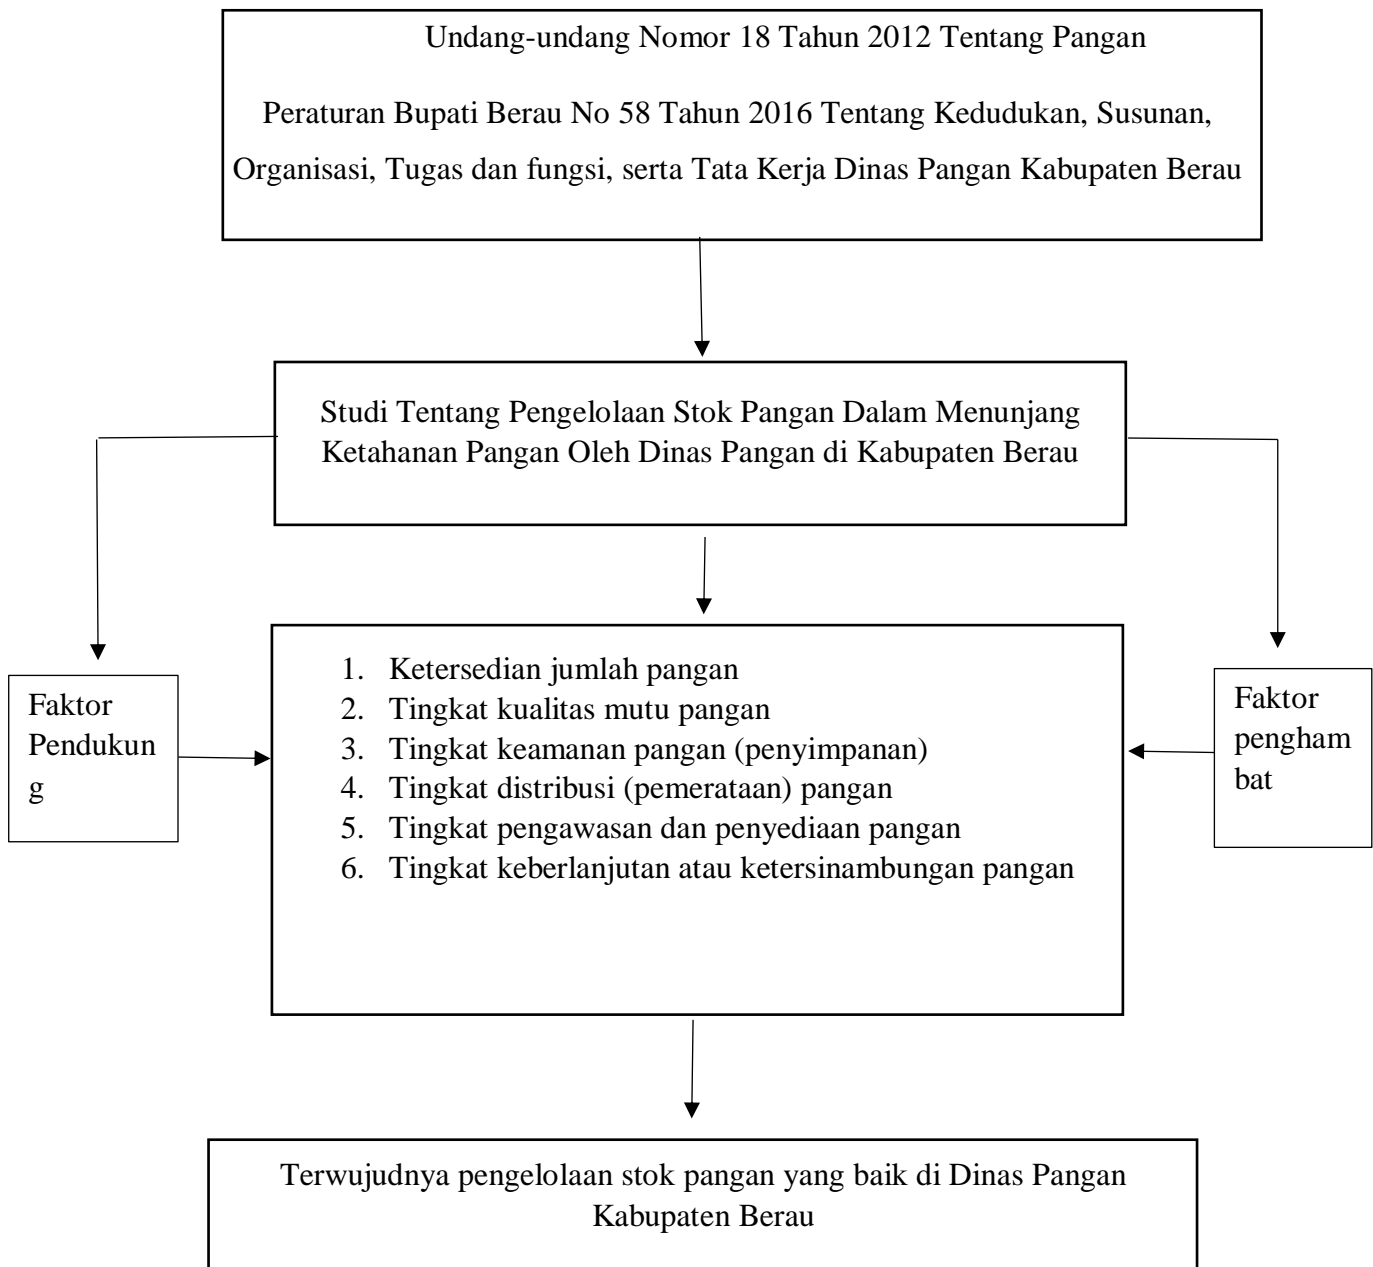 Undang-undang Nomor 18 Tahun 2012 Tentang Pangan
Peraturan Bupati Berau No 58 Tahun 2016 Tentang Kedudukan, Susunan,
Organisasi, Tugas dan fungsi, serta Tata Kerja Dinas Pangan Kabupaten Berau
Studi Tentang Pengelolaan Stok Pangan Dalam Menunjang
Ketahanan Pangan Oleh Dinas Pangan di Kabupaten Berau
Faktor
Pendukun
g
1. Ketersedian jumlah pangan
2. Tingkat kualitas mutu pangan
3. Tingkat keamanan pangan (penyimpanan)
4. Tingkat distribusi (pemerataan) pangan
5. Tingkat pengawasan dan penyediaan pangan
6. Tingkat keberlanjutan atau ketersinambungan pangan
Faktor
pengham
bat
Terwujudnya pengelolaan stok pangan yang baik di Dinas Pangan
Kabupaten Berau